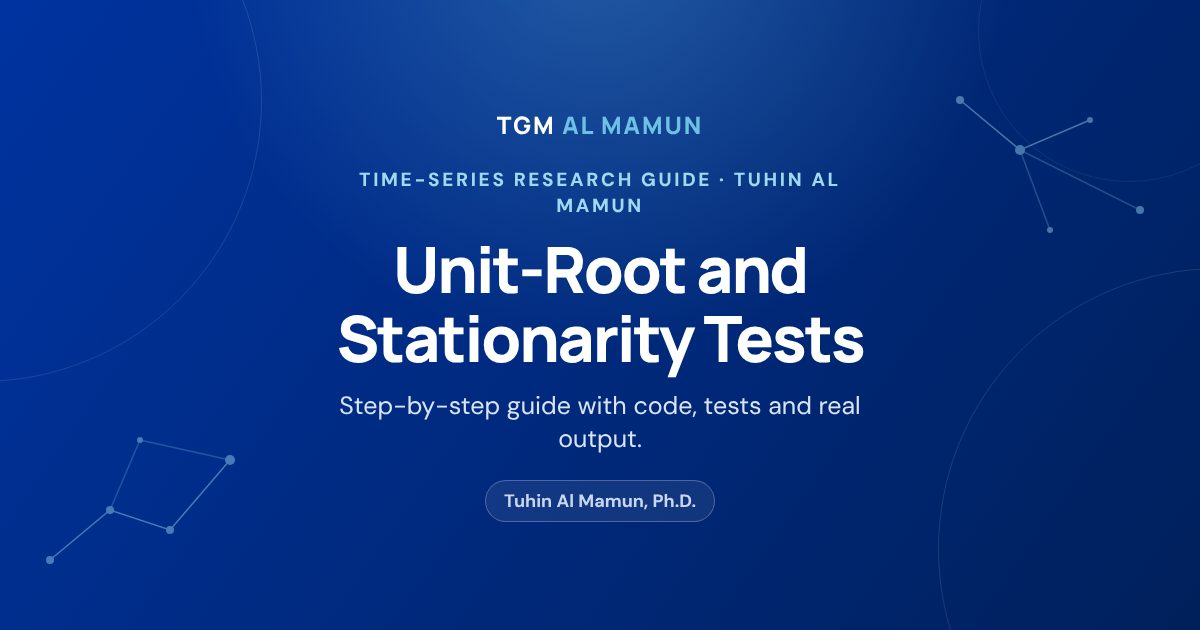 TGM AL MAMUN
TIME-SERIES RESEARCH GUIDE · TUHIN AL
MAMUN
Unit-Root and
Stationarity Tests
Step-by-step guide with code, tests and real
output.
Tuhin Al Mamun, Ph.D.